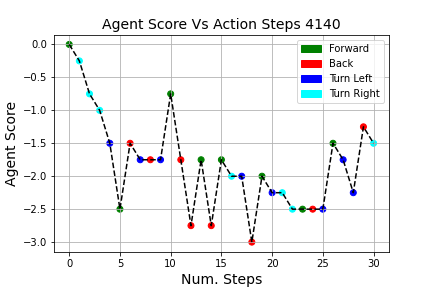 Agent Score Vs Action Steps 4140
Agent Score
0.0
−0.5
−1.0
−1.5
−2.0
−2.5
−3.0
Forward
Back
Turn Left
Turn Right
0 5 10 15 20 25 30
Num. Steps